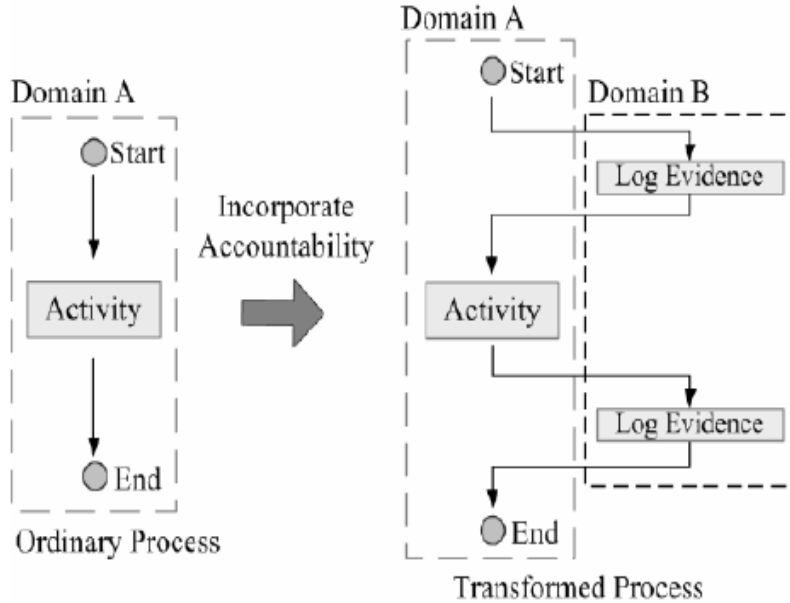 Domain A
Start
Activity
End
Ordinary Process
Incorporate
Accountability
Domain A
Start
Domain B
Log Evidence
Activity
Log Evidence
End
Transformed Process